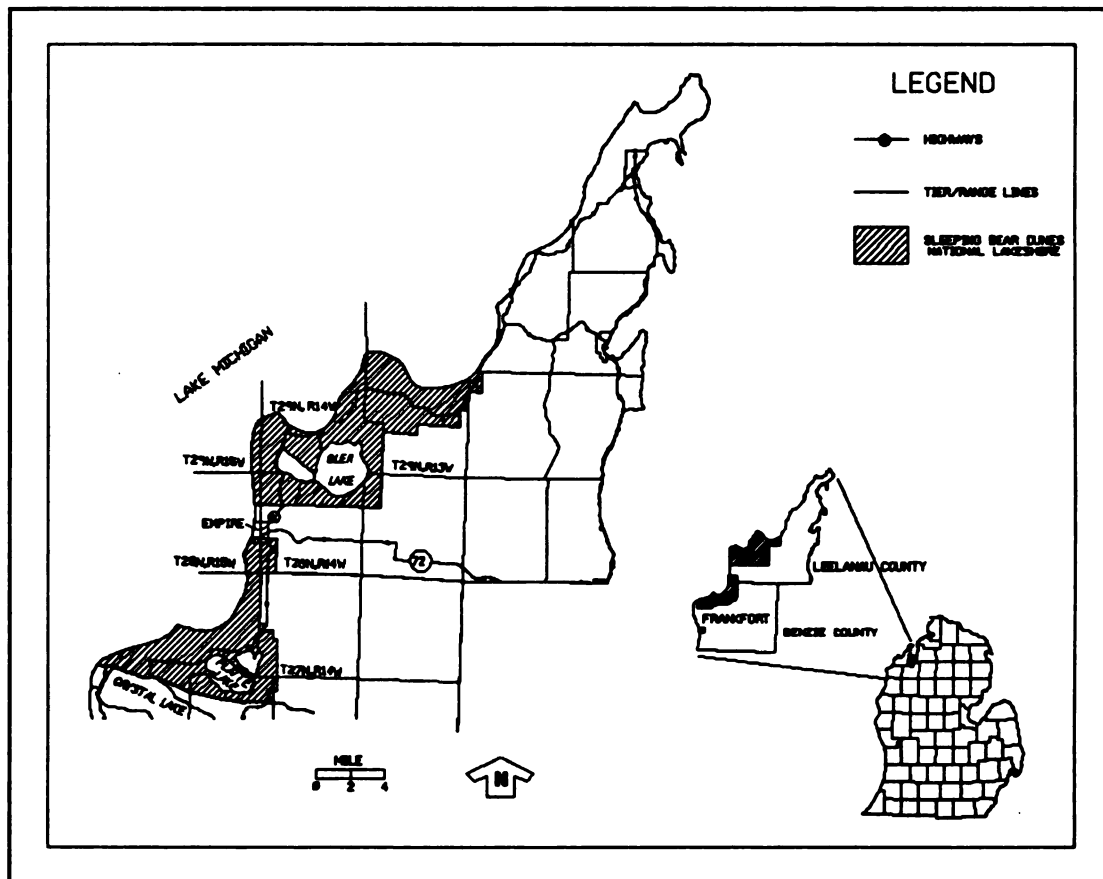 LEGEND
HIGHWAYS
TIER/RANGE LINES
SLEEPING BEAR DUNES
NATIONAL LAKESHORE
LAKE MICHIGAN
T29N,R14W
T29N,R15W
GLEN
LAKE
T29N,R13W
EMPIRE
72
T28N,R15W
T28N,R14W
T27N,R14W
PLATTE
LAKE
CRYSTAL LAKE
MILE
0 2 4
N
LEELANAU COUNTY
FRANKFORT
BENZIE COUNTY